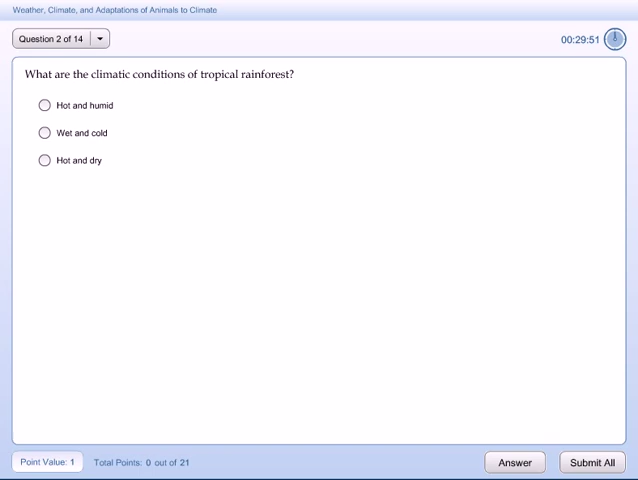 Weather, Climate, and Adaptations of Animals to Climate
Question 2 of 14
00:29:51
What are the climatic conditions of tropical rainforest?
Hot and humid
Wet and cold
Hot and dry
Point Value: 1
Total Points: 0 out of 21
Answer
Submit All